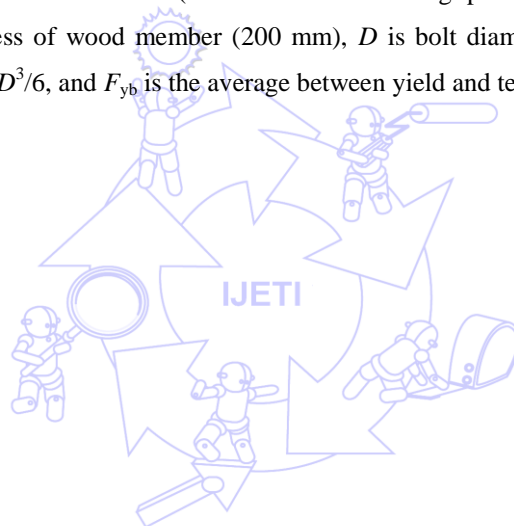 ess of wood member (200 mm), D is bolt diam
D³/6, and Fyb is the average between yield and te
IJETI